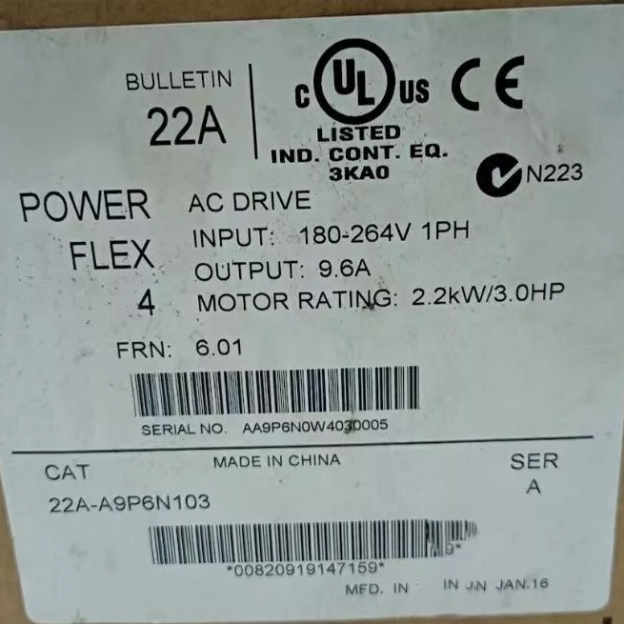 BULLETIN
22A
C UL US CE
LISTED
IND. CONT. EQ.
3KA0
N223
POWER
FLEX
4
AC DRIVE
INPUT: 180-264V 1PH
OUTPUT: 9.6A
MOTOR RATING: 2.2kW/3.0HP
FRN: 6.01
SERIAL NO. AA9P6N0W4030005
CAT
MADE IN CHINA
SER
A
22A-A9P6N103
*00820919147159*
MFD. IN IN JAN.16